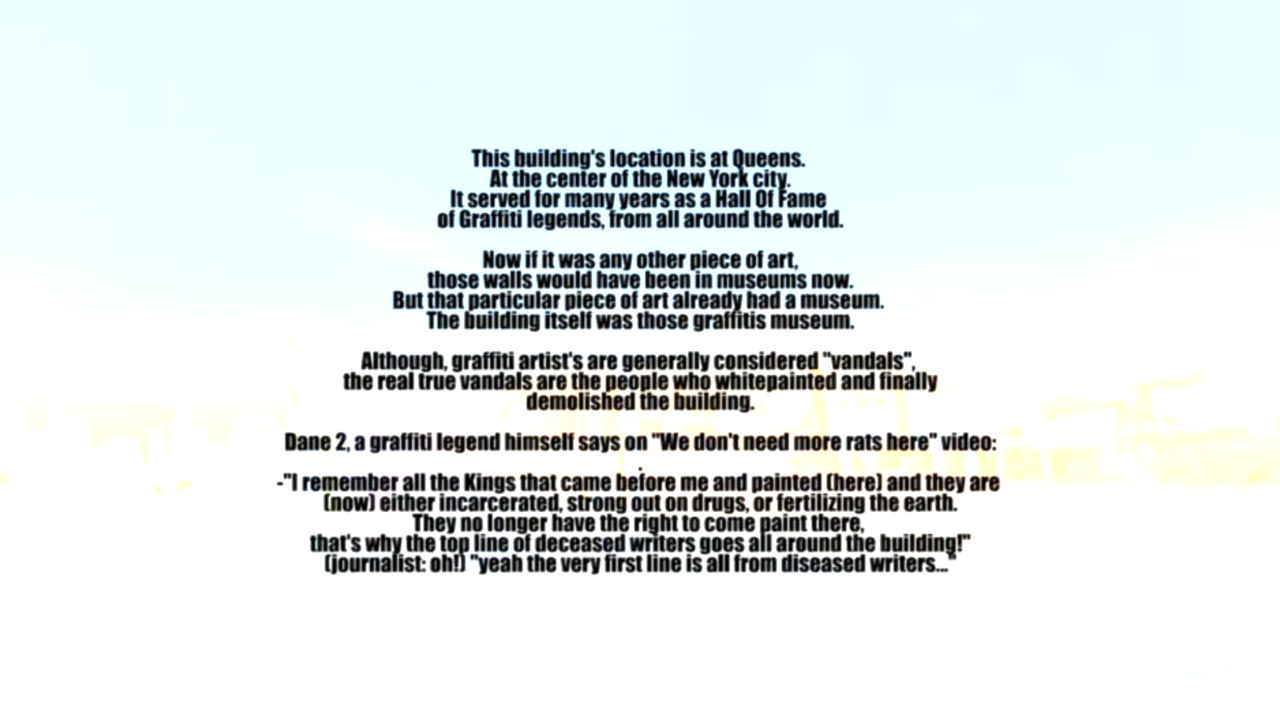 This building's location is at Queens.
At the center of the New York city.
It served for many years as a Hall Of Fame
of Graffiti legends, from all around the world.
Now if it was any other piece of art,
those walls would have been in museums now.
But that particular piece of art already had a museum.
The building itself was those graffitis museum.
Although, graffiti artist's are generally considered "vandals",
the real true vandals are the people who whitepainted and finally
demolished the building.
Dane 2, a graffiti legend himself says on "We don't need more rats here" video:
.
-"I remember all the Kings that came before me and painted (here) and they are
(now) either incarcerated, strong out on drugs, or fertilizing the earth.
They no longer have the right to come paint there,
that's why the top line of deceased writers goes all around the building!"
(journalist: oh!) "yeah the very first line is all from diseased writers..."